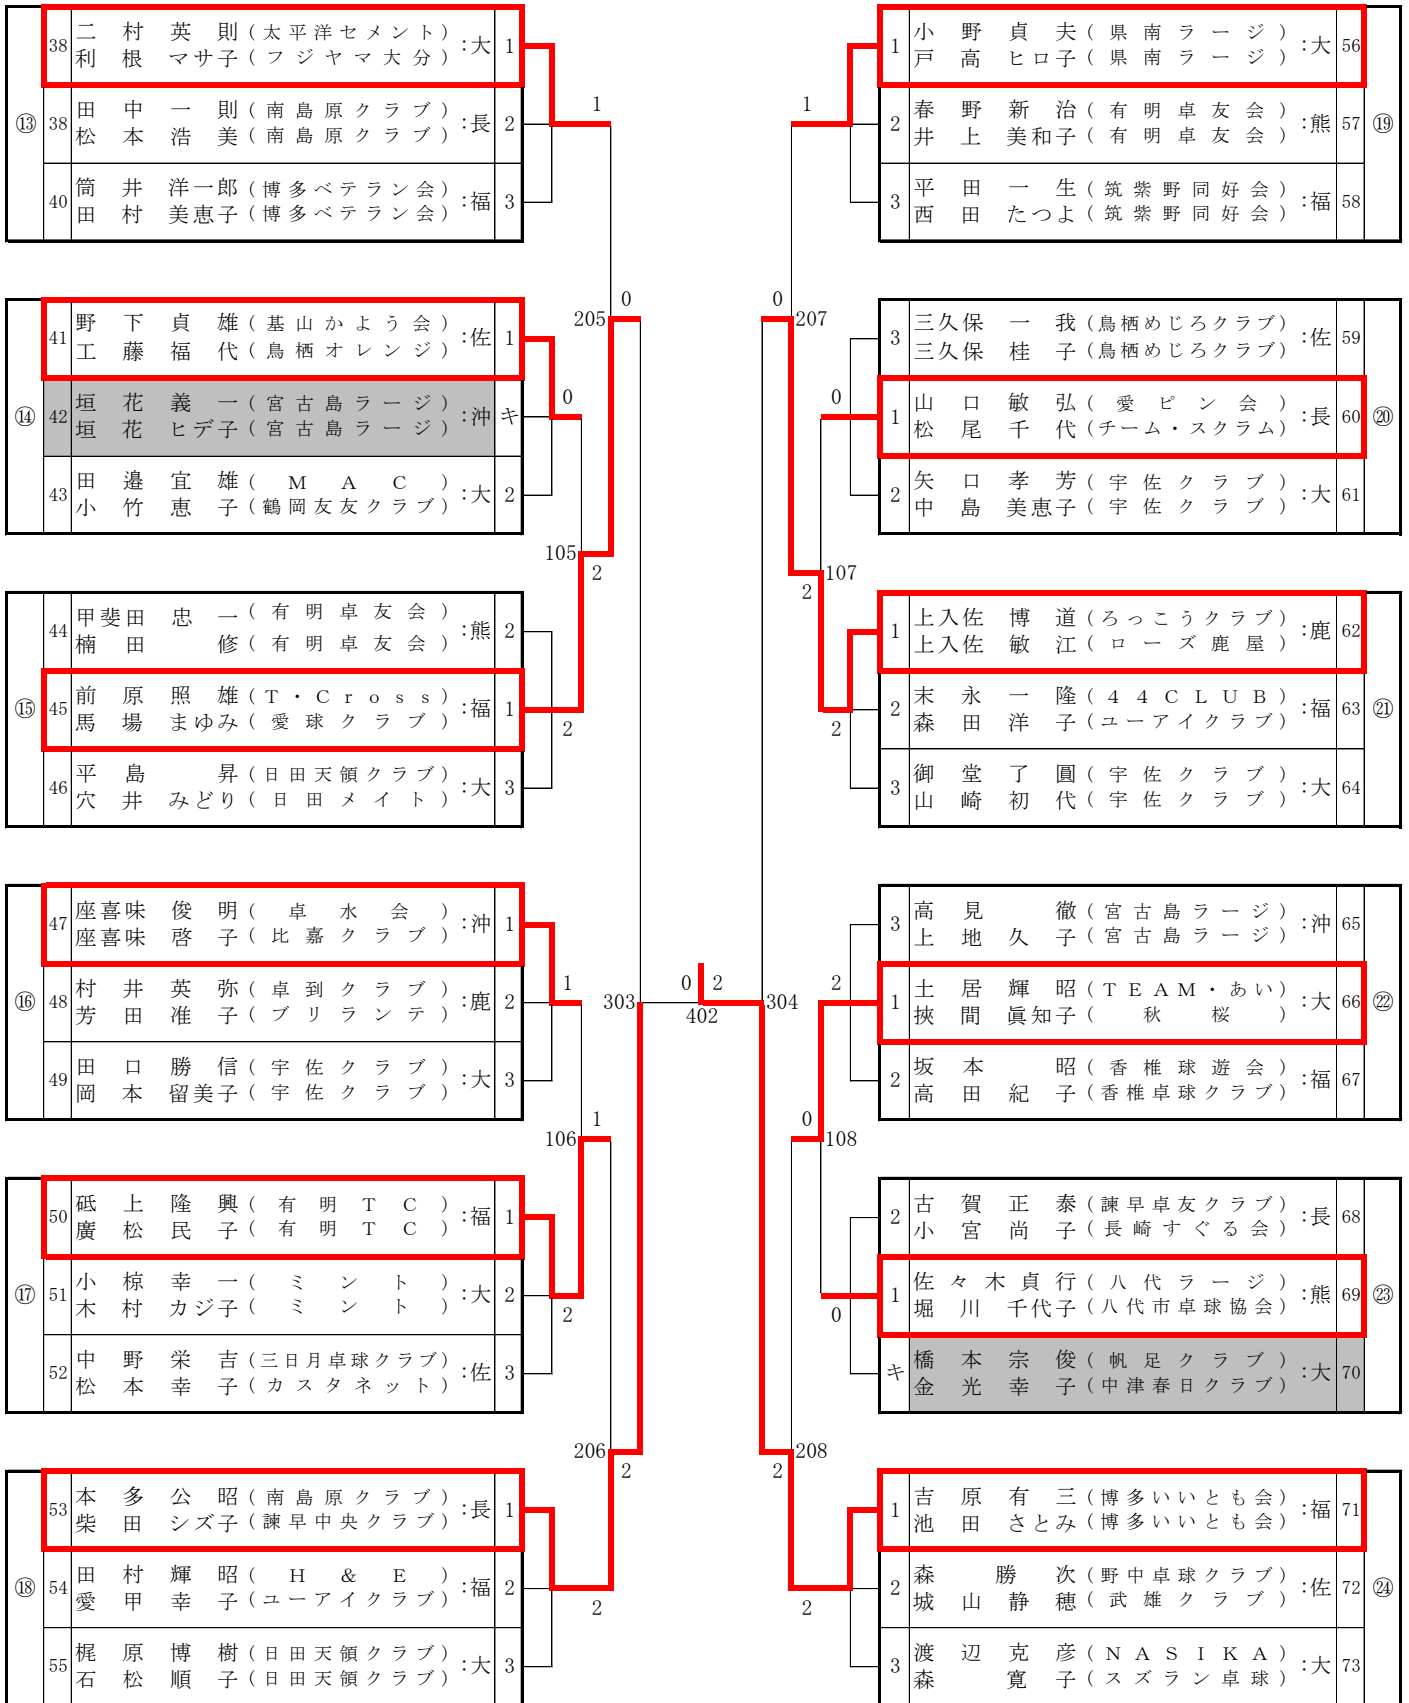 38 二村 英則 (太平洋セメント) :大 1
利根 マサ子 (フジヤマ大分)
⑬ 38 田中 一則 (南島原クラブ) :長 2
松本 浩美 (南島原クラブ)
40 筒井 洋一郎 (博多ベテラン会) :福 3
田村 美恵子 (博多ベテラン会)
1
41 野下 貞雄 (基山かよう会) :佐 1
工藤 福代 (鳥栖オレンジ)
⑭ 42 垣花 義一 (宮古島ラージ) :沖 キ
垣花 ヒデ子 (宮古島ラージ)
43 田邉 宜雄 (MAC) :大 2
小竹 恵子 (鶴岡友友クラブ)
0
205
0
105
2
44 甲斐田 忠一 (有明卓友会) :熊 2
楠田 修 (有明卓友会)
⑮ 45 前原 照雄 (T・Cross) :福 1
馬場 まゆみ (愛球クラブ)
46 平島 昇 (日田天領クラブ) :大 3
穴井 みどり (日田メイト)
2
47 座喜味 俊明 (卓水会) :沖 1
座喜味 啓子 (比嘉クラブ)
⑯ 48 村井 英弥 (卓到クラブ) :鹿 2
芳田 准子 (ブリランテ)
49 田口 勝信 (宇佐クラブ) :大 3
岡本 留美子 (宇佐クラブ)
1
303
106
1
50 砥上 隆興 (有明TC) :福 1
廣松 民子 (有明TC)
⑰ 51 小椋 幸一 (ミント) :大 2
木村 カジ子 (ミント)
52 中野 栄吉 (三日月卓球クラブ) :佐 3
松本 幸子 (カスタネット)
2
206
2
53 本多 公昭 (南島原クラブ) :長 1
柴田 シズ子 (諫早中央クラブ)
⑱ 54 田村 輝昭 (H&E) :福 2
愛甲 幸子 (ユーアイクラブ)
55 梶原 博樹 (日田天領クラブ) :大 3
石松 順子 (日田天領クラブ)
2
0 2
402
1 小野 貞夫 (県南ラージ) :大 56
戸高 ヒロ子 (県南ラージ)
2 春野 新治 (有明卓友会) :熊 57 ⑲
井上 美和子 (有明卓友会)
3 平田 一生 (筑紫野同好会) :福 58
西田 たつよ (筑紫野同好会)
1
0
207
3 三久保 一我 (鳥栖めじろクラブ) :佐 59
三久保 桂子 (鳥栖めじろクラブ)
1 山口 敏弘 (愛ピン会) :長 60 ⑳
松尾 千代 (チーム・スクラム)
2 矢口 孝芳 (宇佐クラブ) :大 61
中島 美恵子 (宇佐クラブ)
0
107
2
1 上入佐 博道 (ろっこうクラブ) :鹿 62
上入佐 敏江 (ローズ鹿屋)
2 末永 一隆 (44CLUB) :福 63 ㉑
森田 洋子 (ユーアイクラブ)
3 御堂 了圓 (宇佐クラブ) :大 64
山崎 初代 (宇佐クラブ)
2
304
3 高見 徹 (宮古島ラージ) :沖 65
上地 久子 (宮古島ラージ)
1 土居 輝昭 (TEAM・あい) :大 66 ㉒
挾間 眞知子 (秋桜)
2 坂本 昭 (香椎球遊会) :福 67
高田 紀子 (香椎卓球クラブ)
2
0
108
2 古賀 正泰 (諫早卓友クラブ) :長 68
小宮 尚子 (長崎すぐる会)
1 佐々木 貞行 (八代ラージ) :熊 69 ㉓
堀川 千代子 (八代市卓球協会)
キ 橋本 宗俊 (帆足クラブ) :大 70
金光 幸子 (中津春日クラブ)
0
208
2
1 吉原 有三 (博多いいとも会) :福 71
池田 さとみ (博多いいとも会)
2 森 勝次 (野中卓球クラブ) :佐 72 ㉔
城山 静穂 (武雄クラブ)
3 渡辺 克彦 (NASIKA) :大 73
森 寛子 (スズラン卓球)
2